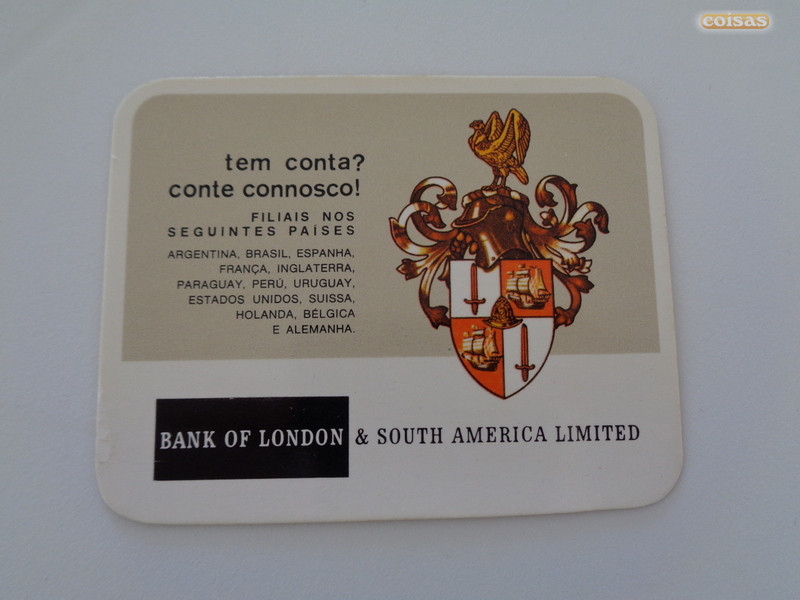 coisas
tem conta?
conte connosco!
FILIAIS NOS
SEGUINTES PAÍSES
ARGENTINA, BRASIL, ESPANHA,
FRANÇA, INGLATERRA,
PARAGUAY, PERÚ, URUGUAY,
ESTADOS UNIDOS, SUISSA,
HOLANDA, BÉLGICA
E ALEMANHA.
BANK OF LONDON & SOUTH AMERICA LIMITED